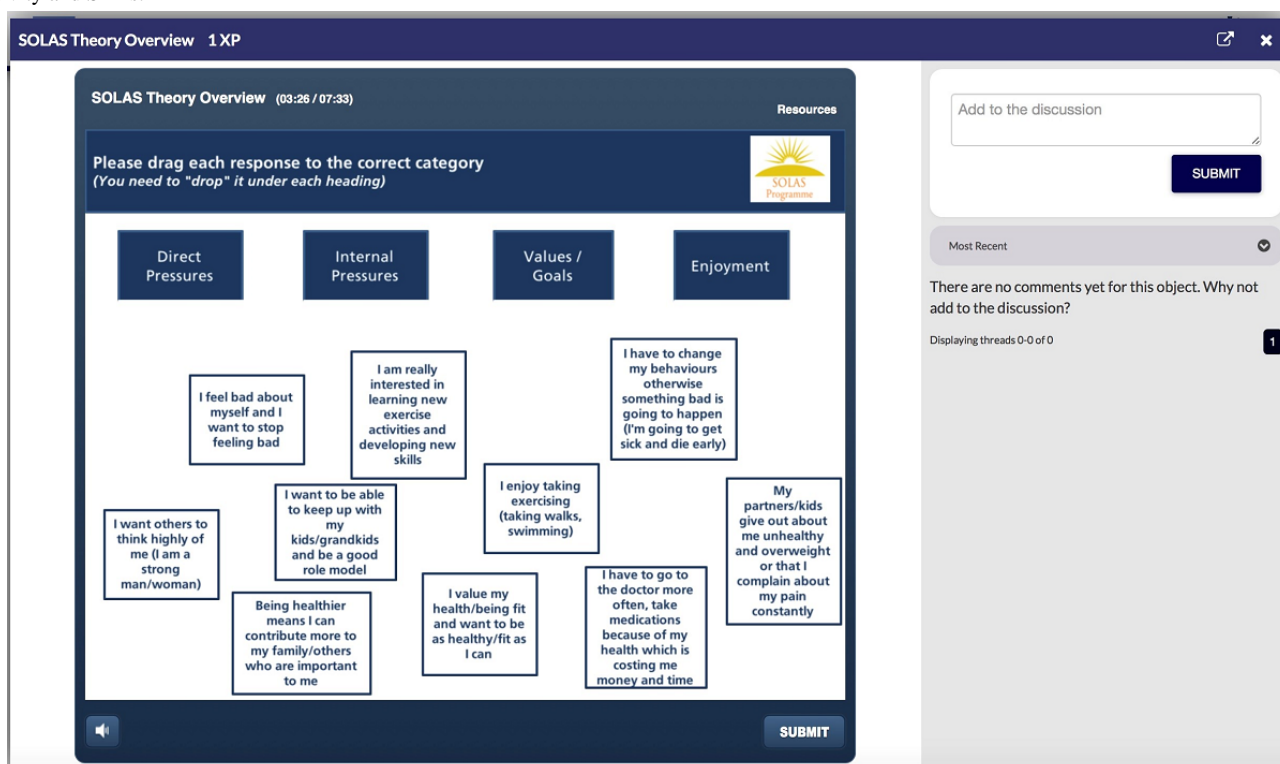 SOLAS Theory Overview 1 XP
SOLAS Theory Overview (03:26 / 07:33)
Resources
Please drag each response to the correct category
(You need to "drop" it under each heading)
SOLAS
Programme
Direct
Pressures
Internal
Pressures
Values /
Goals
Enjoyment
I have to change
my behaviours
otherwise
something bad is
going to happen
(I'm going to get
sick and die early)
I am really
interested in
learning new
exercise
activities and
developing new
skills
I feel bad about
myself and I
want to stop
feeling bad
I enjoy taking
exercising
(taking walks,
swimming)
My
partners/kids
give out about
me unhealthy
and overweight
or that I
complain about
my pain
constantly
I want to be able
to keep up with
my
kids/grandkids
and be a good
role model
I want others to
think highly of
me (I am a
strong
man/woman)
I have to go to
the doctor more
often, take
medications
because of my
health which is
costing me
money and time
I value my
health/being fit
and want to be
as healthy/fit as
I can
Being healthier
means I can
contribute more to
my family/others
who are important
to me
SUBMIT
Add to the discussion
SUBMIT
Most Recent
There are no comments yet for this object. Why not
add to the discussion?
Displaying threads 0-0 of 0
1